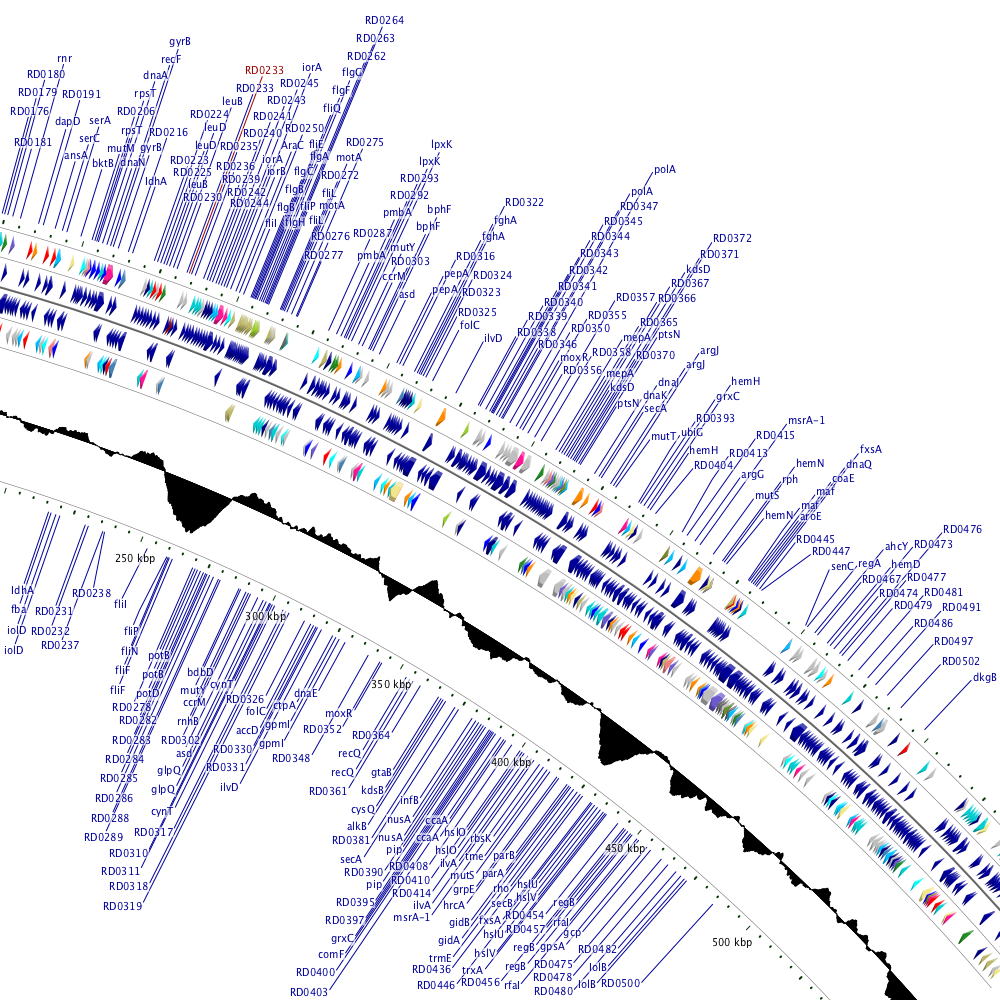 RD0264
RD0263
gyrB
RD0262
recF
rnr
iorA
RD0233
fligG
RD0180
dnaA
RD0245
RD0233
flgF
RD0179
RD0191
rpsT
leuB
RD0243
fliQ
RD0176
RD0206
RD0224
RD0241
dapD
serA
rpsT
RD0216
leuD
RD0240
RD0250
RD0181
serC
mutM
gyrB
leuD
RD0235
AraC
fliE
RD0275
lpxK
ansA
bktB
dnaN
RD0223
iorA
flgA
motA
lpxK
RD0225
RD0236
iorB
flgC
RD0272
RD0293
polA
ldhA
leuB
RD0239
flgB
fliL
RD0292
polA
RD0230
RD0242
RD0244
flgB
fliP
motA
pmbA
bphF
RD0322
RD0347
fliI
flgH
fliL
fghA
RD0345
RD0276
RD0287
bphF
fghA
RD0344
RD0372
RD0277
pmbA
mutY
RD0303
RD0316
RD0343
RD0371
ccrM
pepA
RD0324
RD0342
kdsD
asd
pepA
RD0323
RD0341
RD0367
RD0325
RD0340
RD0357
RD0366
folC
RD0339
RD0355
RD0365
ilvD
RD0338
RD0350
mepA
ptsN
RD0346
RD0358
RD0370
argJ
moxR
RD0356
mepA
argJ
kdsD
dnaJ
hemH
ptsN
dnaK
grxC
secA
RD0393
msrA-1
mutT
ubiG
RD0415
hemH
RD0413
fxsA
RD0404
argG
hemN
dnaQ
rph
coaE
mutS
maf
maf
hemN
aroE
RD0476
RD0445
RD0447
ahcY
RD0473
senC
regA
hemD
RD0467
RD0477
RD0474
RD0481
RD0479
RD0491
RD0486
RD0497
RD0502
dkgB
250 kbp
300 kbp
350 kbp
400 kbp
450 kbp
500 kbp
ldhA
RD0238
fliI
fba
RD0231
ioID
RD0232
fliP
ioID
RD0237
fliN
potB
fliF
potB
bdbD
fliF
potD
mutY
cynT
RD0278
ccrM
RD0326
dnaE
RD0282
rnhB
folC
ctpA
moxR
RD0283
RD0302
accD
gpmI
RD0352
RD0364
RD0284
asd
RD0330
gpmI
recQ
RD0285
glpQ
RD0331
RD0348
recQ
gtaB
RD0286
glpQ
ilvD
RD0361
kdsB
RD0288
cynT
cysQ
infB
RD0289
RD0317
alkB
nusA
ccaA
RD0310
RD0381
nusA
ccaA
hslO
rbsK
RD0311
secA
pip
hslO
tme
parB
RD0318
RD0390
RD0408
ilvA
parA
RD0319
pip
RD0410
mutS
rho
hslU
RD0395
RD0414
grpE
secB
hslV
regB
RD0397
ilvA
hrcA
RD0454
rfaI
grxC
msrA-1
gidB
fxsA
RD0457
gcp
comF
gidA
hslU
regB
gpsA
RD0482
RD0400
trmE
hslV
regB
RD0475
lolB
RD0403
RD0436
trxA
rfaI
RD0478
lolB
RD0500
RD0446
RD0456
RD0480